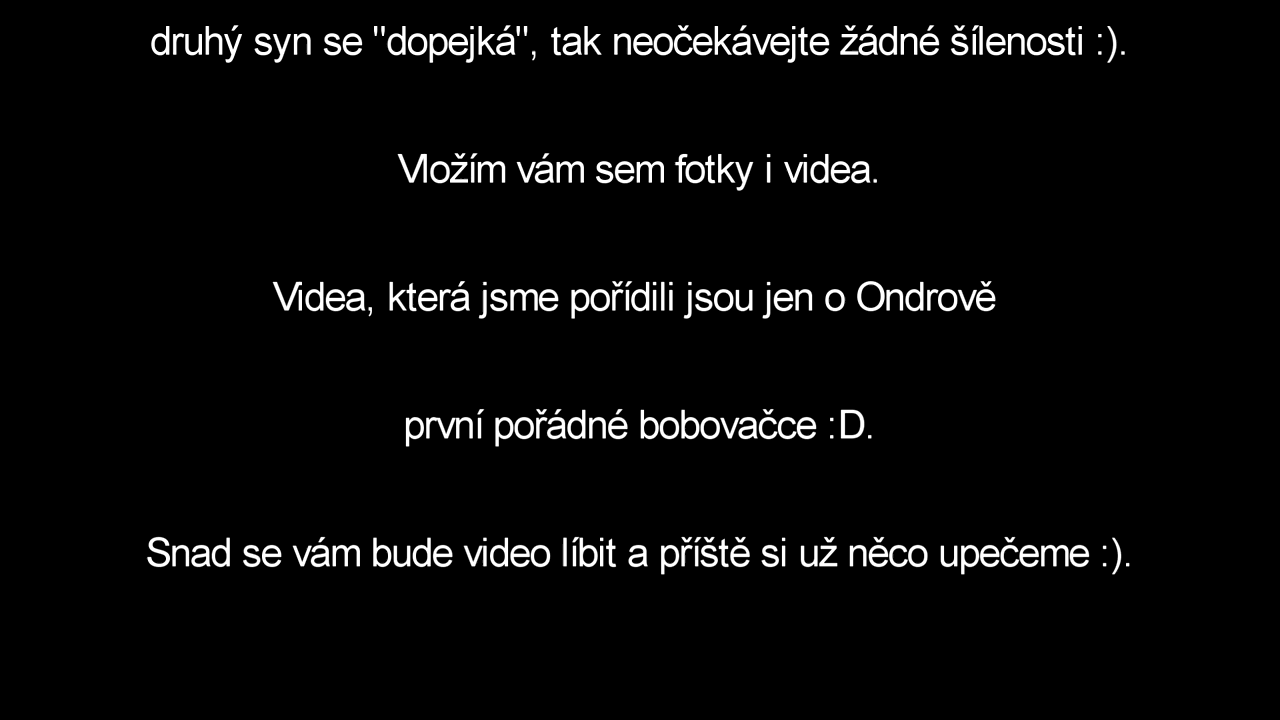 druhý syn se "dopejká", tak neočekávejte žádné šílenosti :).
Vložím vám sem fotky i videa.
Videa, která jsme pořídili jsou jen o Ondrově
první pořádné bobovačce :D.
Snad se vám bude video líbit a příště si už něco upečeme :).